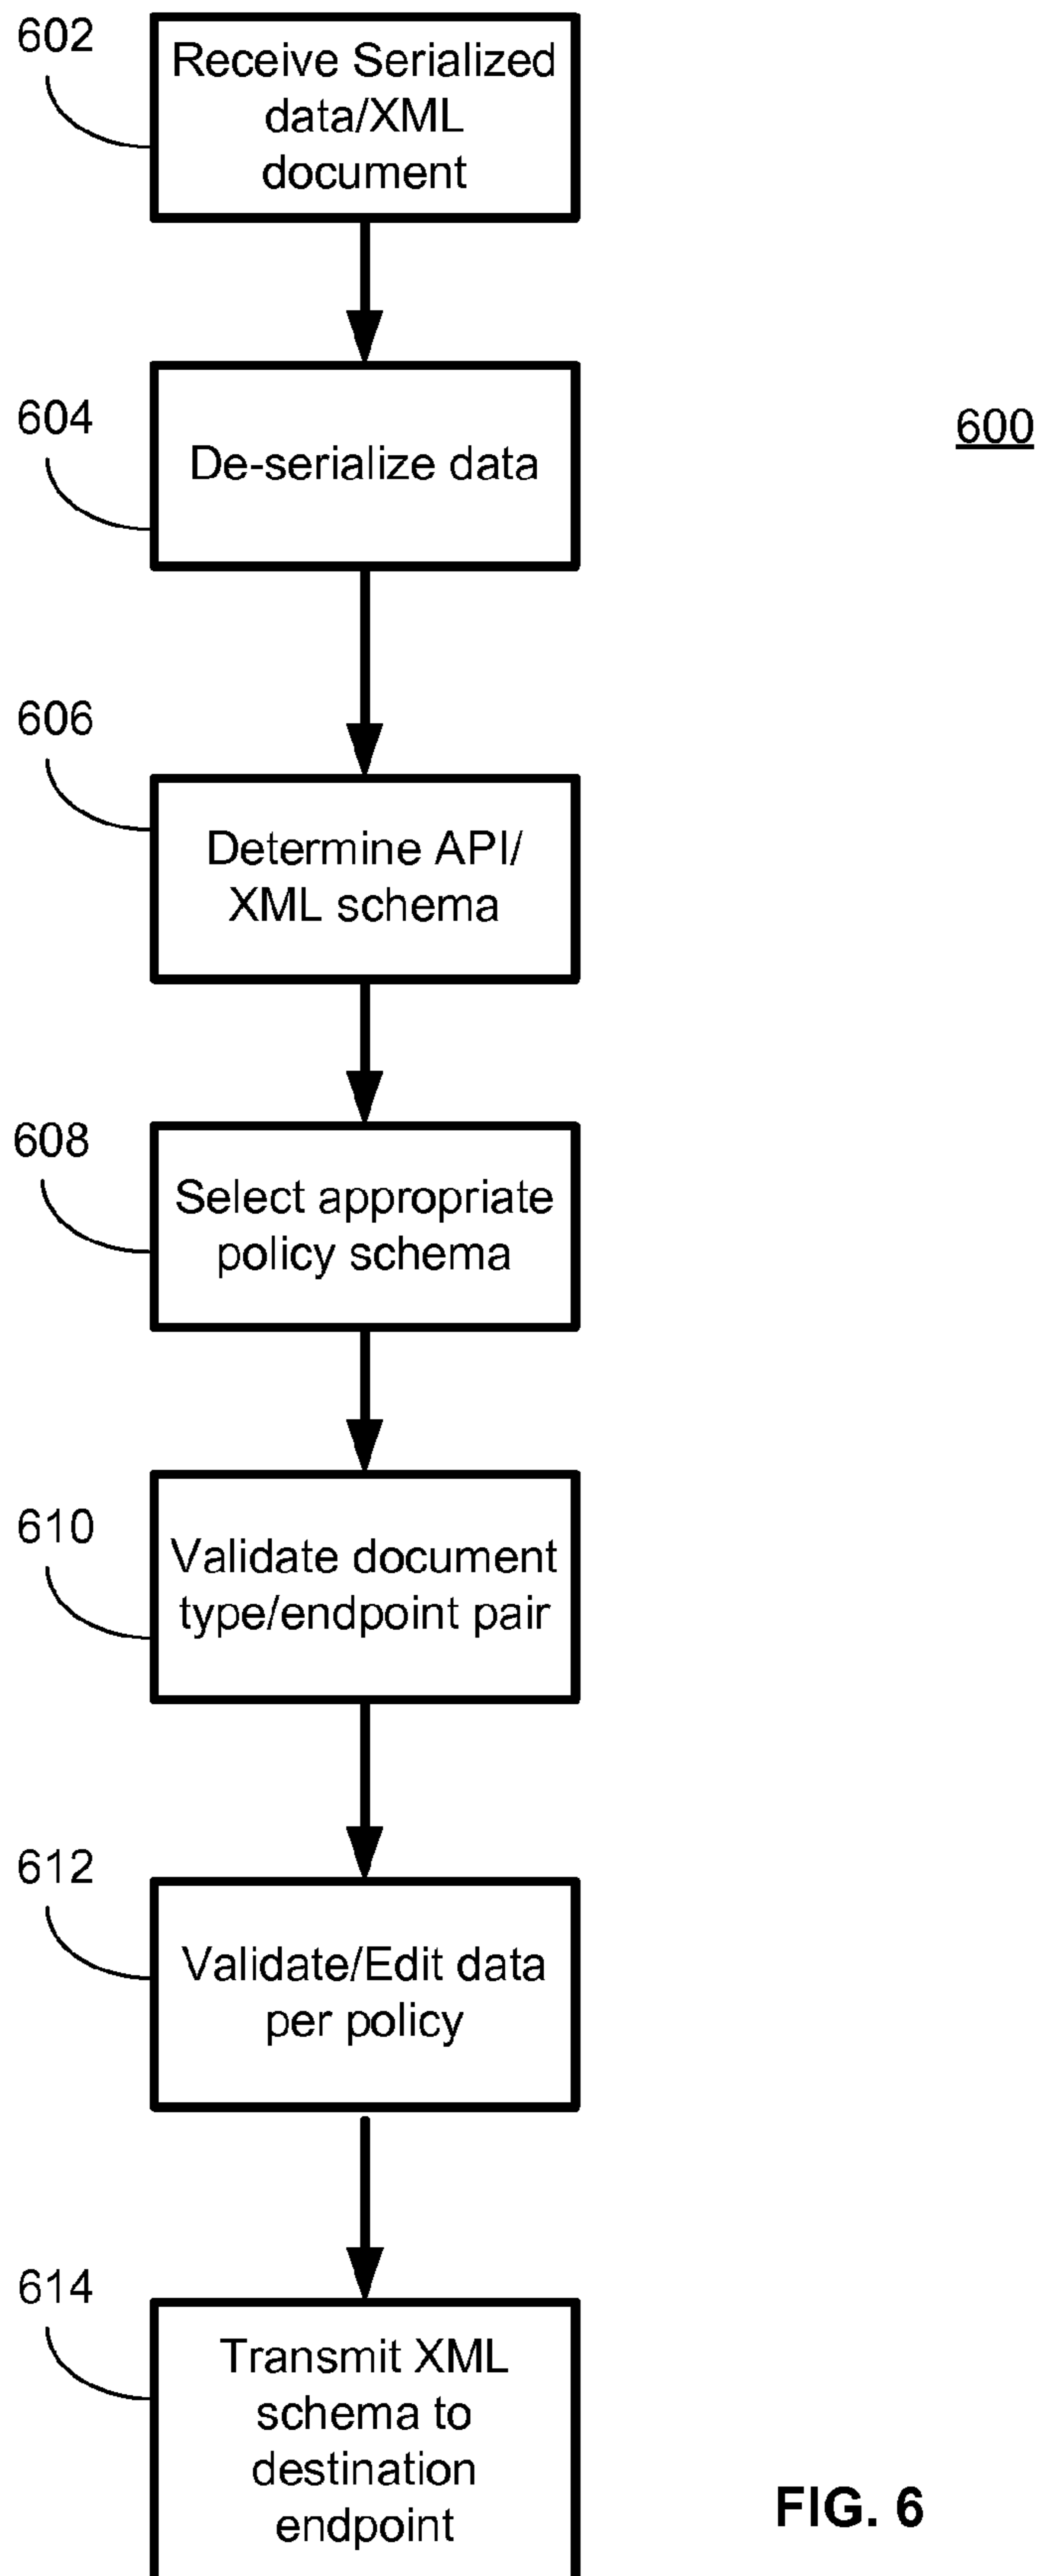 602
Receive Serialized
data/XML
document
604
De-serialize data
600
606
Determine API/
XML schema
608
Select appropriate
policy schema
610
Validate document
type/endpoint pair
612
Validate/Edit data
per policy
614
Transmit XML
schema to
destination
endpoint
FIG. 6